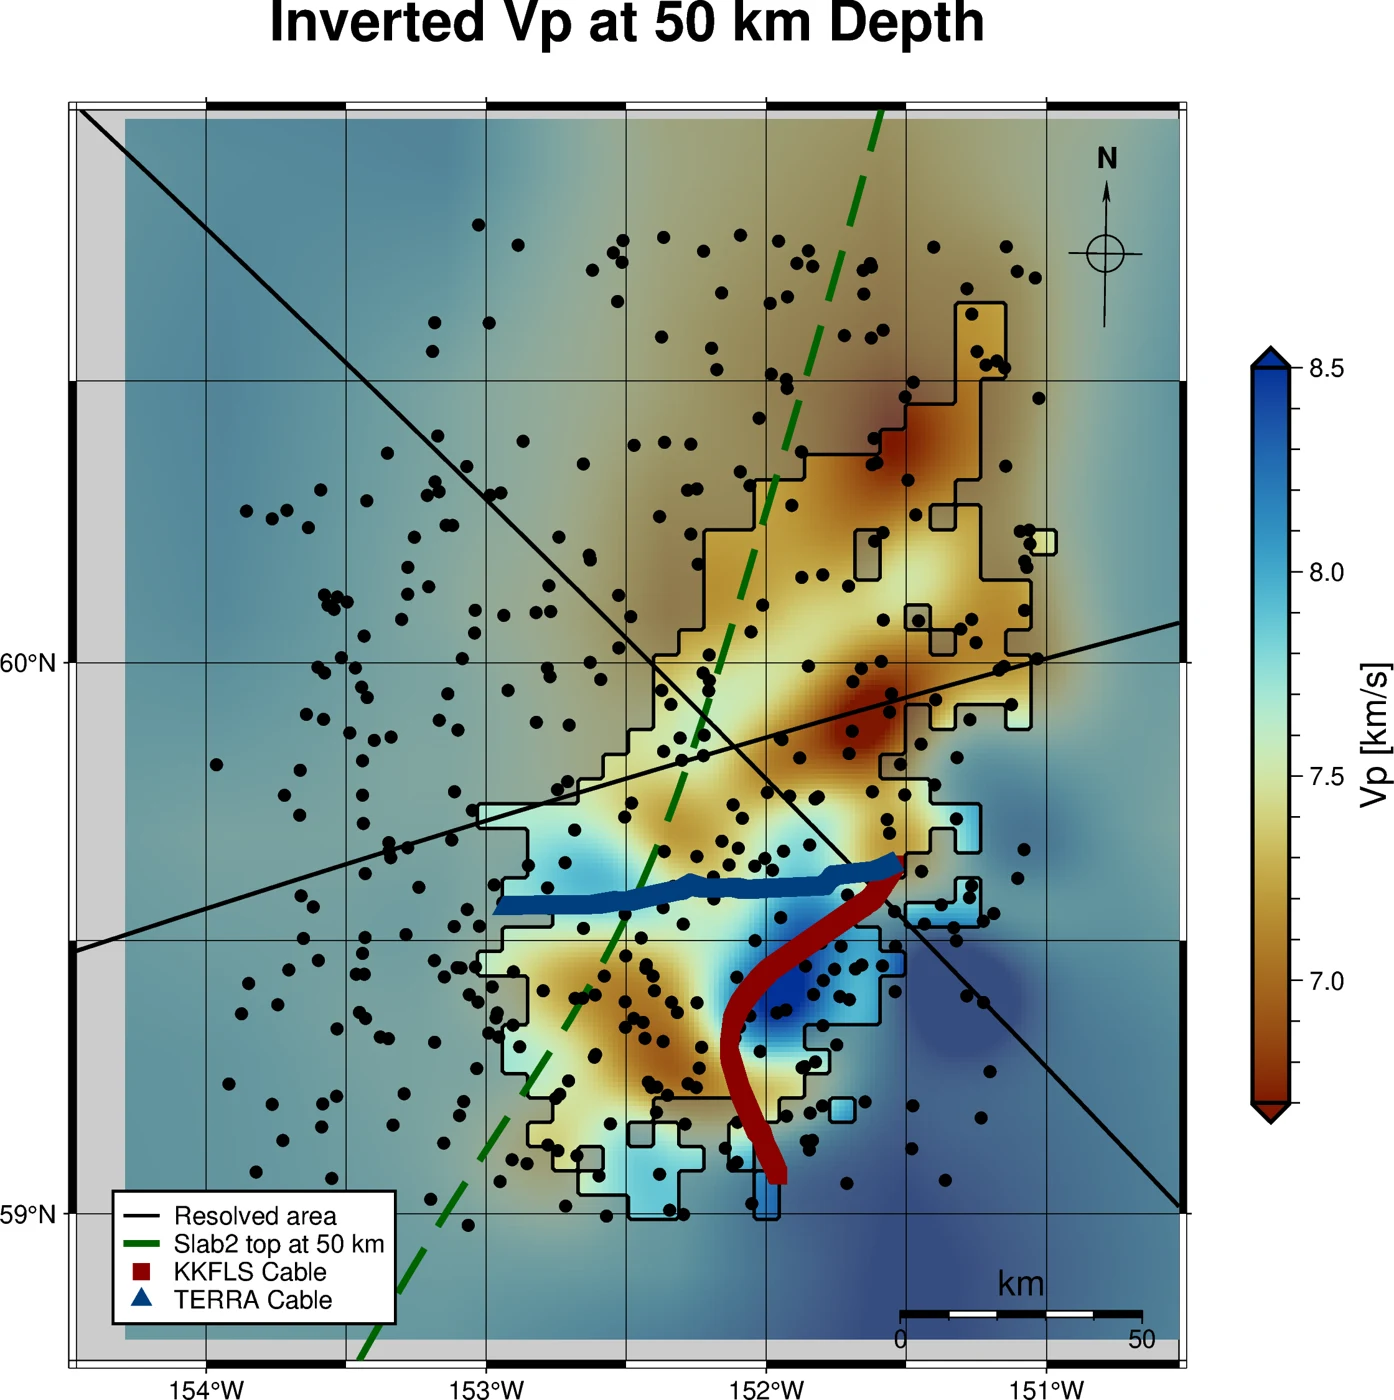 Inverted Vp at 50 km Depth
N
8.5
8.0
7.5
7.0
Vp [km/s]
60°N
59°N
Resolved area
Slab2 top at 50 km
KKFLS Cable
TERRA Cable
km
0 50
154°W 153°W 152°W 151°W